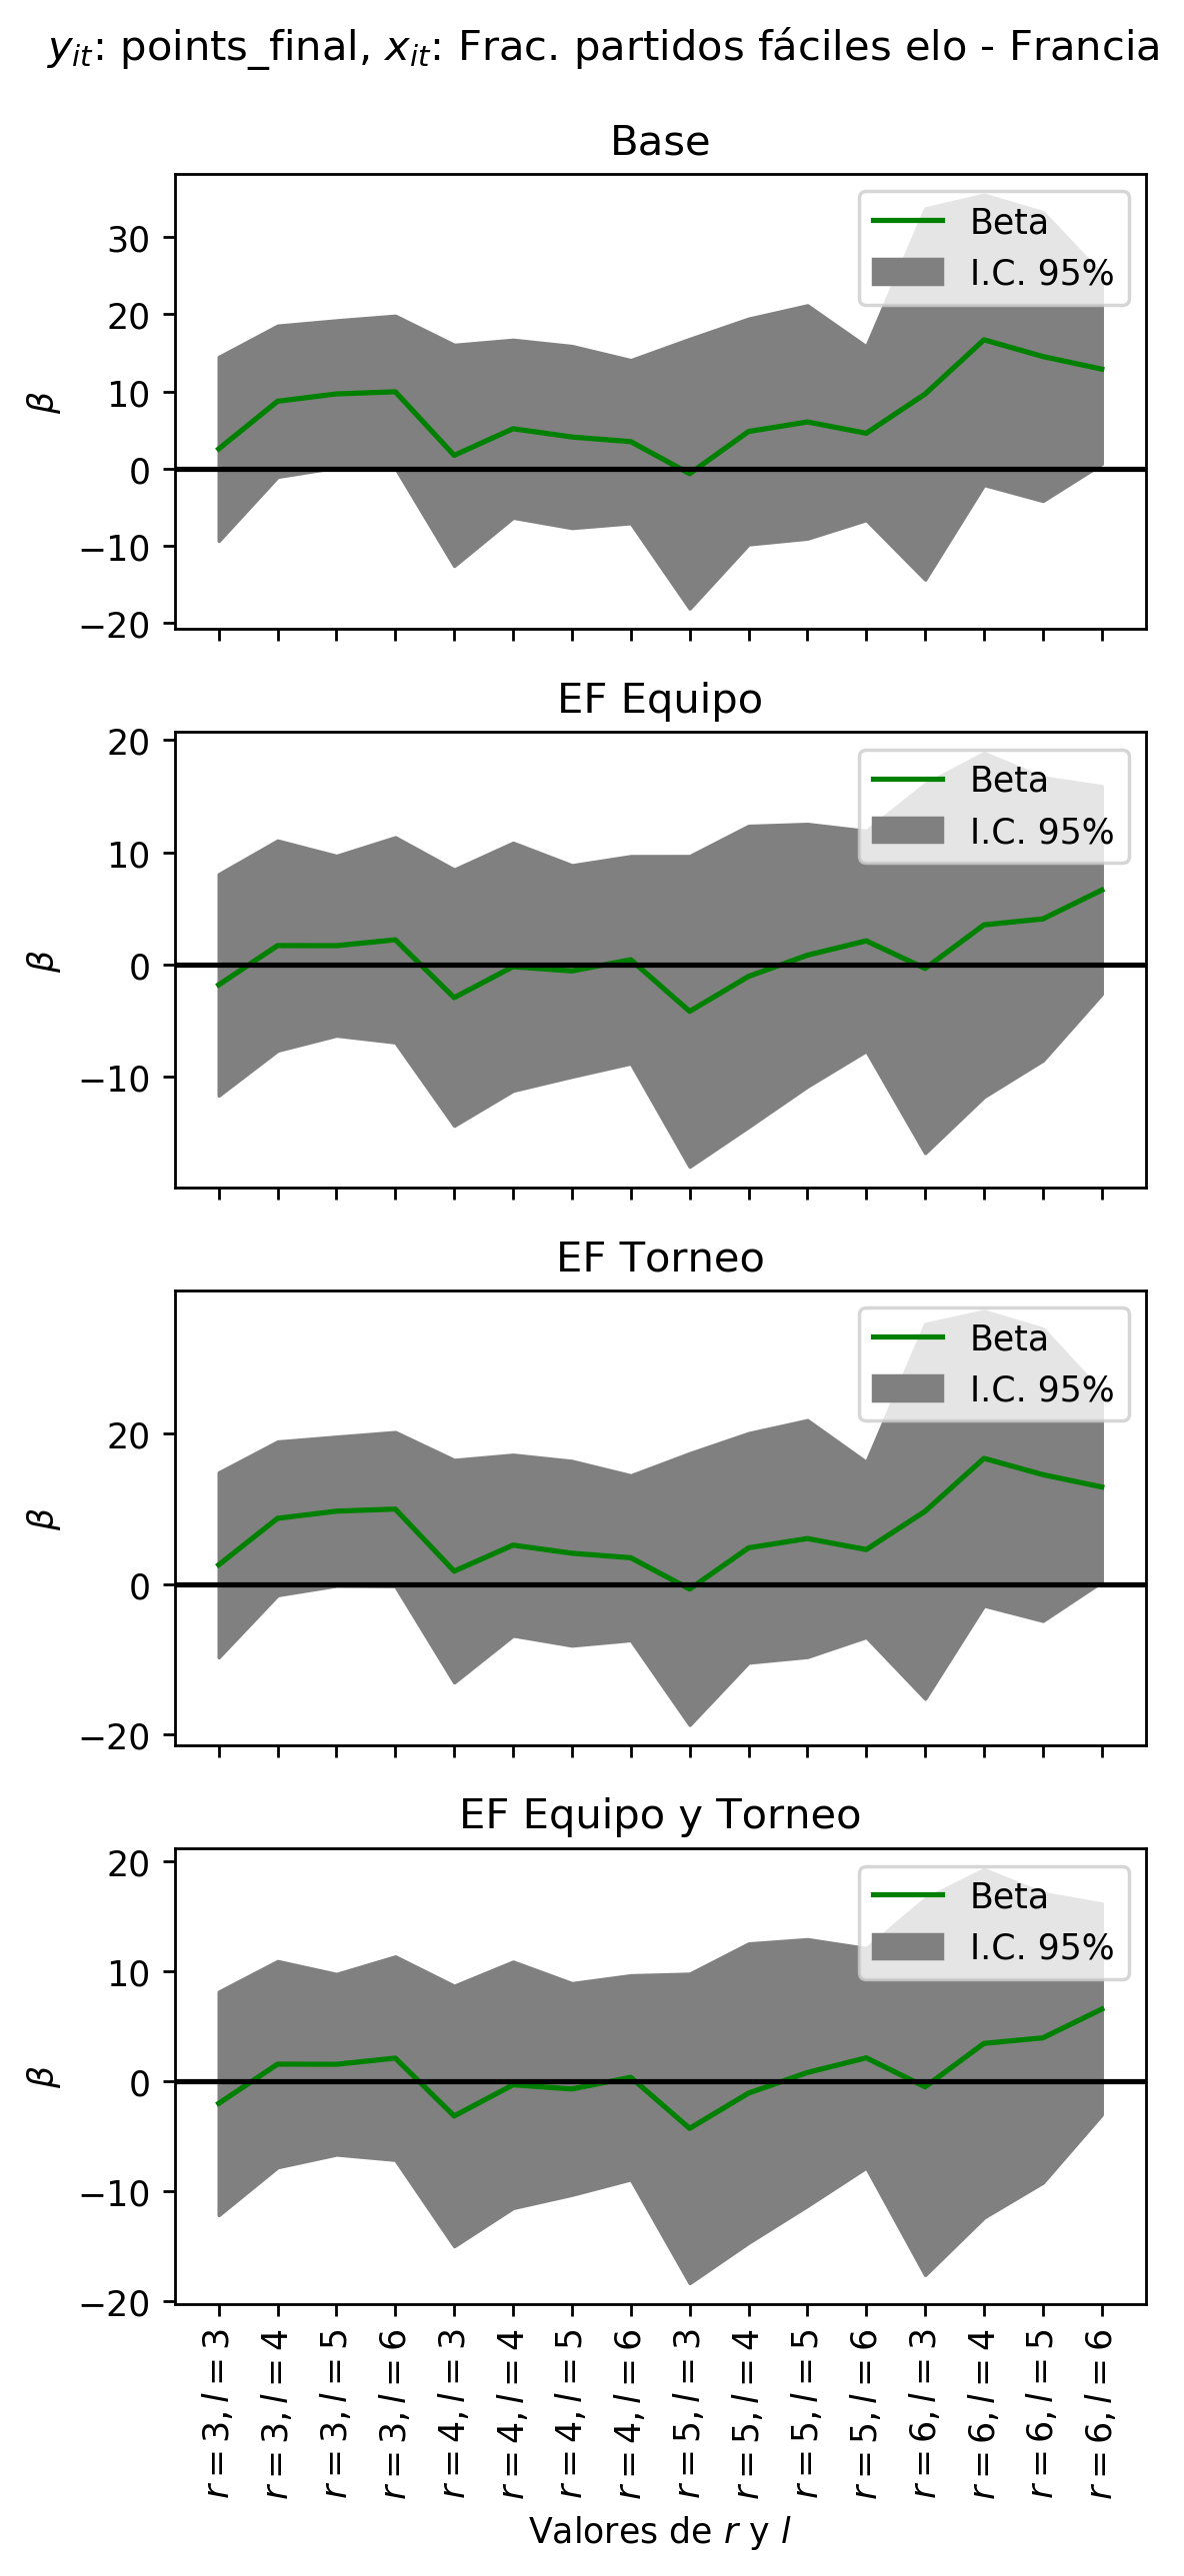 y_it: points_final, x_it: Frac. partidos fáciles elo - Francia
Base
Beta
I.C. 95%
30
20
10
0
−10
−20
β
EF Equipo
Beta
I.C. 95%
20
10
0
−10
β
EF Torneo
Beta
I.C. 95%
20
0
−20
β
EF Equipo y Torneo
Beta
I.C. 95%
20
10
0
−10
−20
β
r = 3, l = 3
r = 3, l = 4
r = 3, l = 5
r = 3, l = 6
r = 4, l = 3
r = 4, l = 4
r = 4, l = 5
r = 4, l = 6
r = 5, l = 3
r = 5, l = 4
r = 5, l = 5
r = 5, l = 6
r = 6, l = 3
r = 6, l = 4
r = 6, l = 5
r = 6, l = 6
Valores de r y l